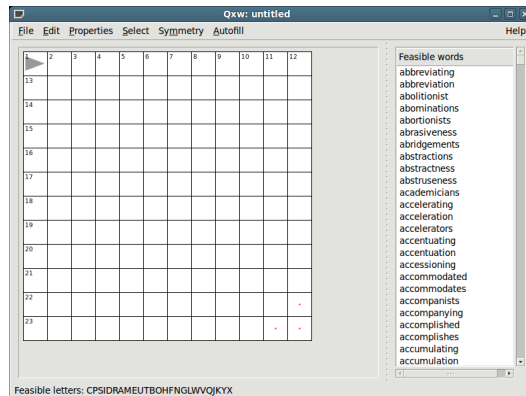 Qxw: untitled
File Edit Properties Select Symmetry Autofill Help
1 2 3 4 5 6 7 8 9 10 11 12
13
14
15
16
17
18
19
20
21
22
23
Feasible words
abbreviating
abbreviation
abolitionist
abominations
abortionists
abrasiveness
abridgements
abstractions
abstractness
abstruseness
academicians
accelerating
acceleration
accelerators
accentuating
accentuation
accessioning
accommodated
accommodates
accompanists
accompanying
accomplished
accomplishes
accumulating
accumulation
Feasible letters: CPSIDRAMEUTBOHFNGLWVQJKYX